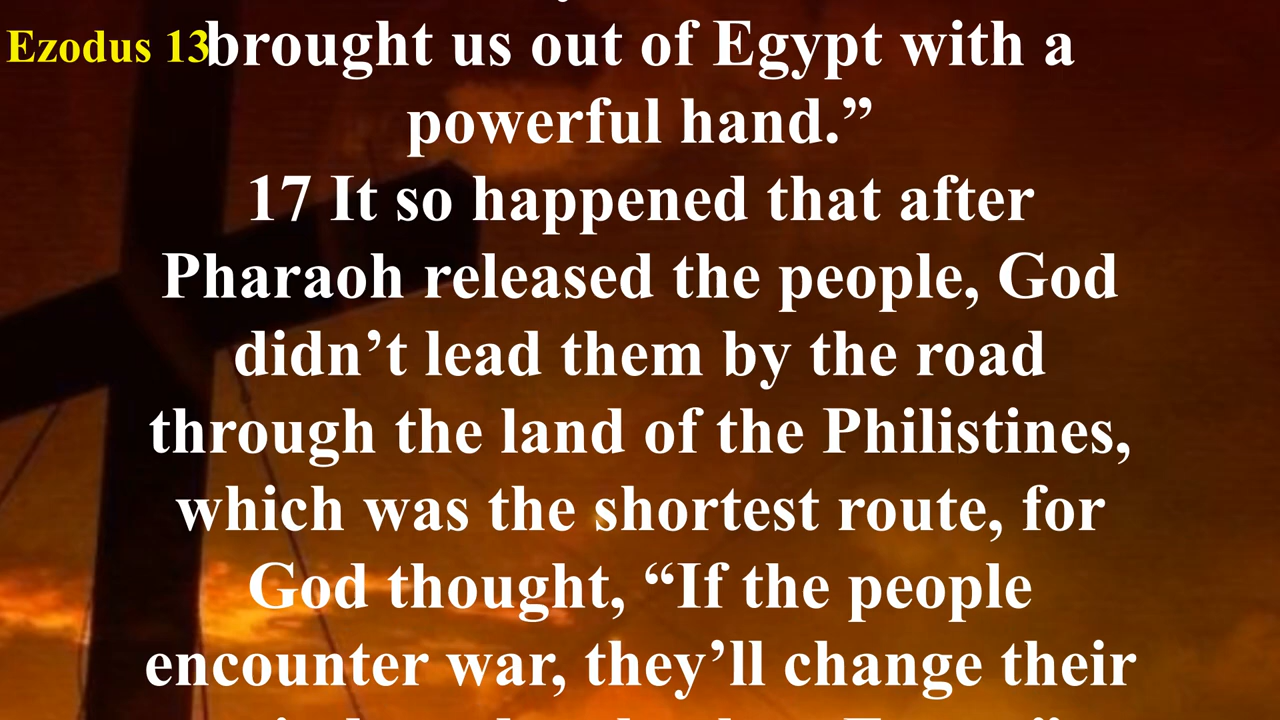 Ezodus 13
brought us out of Egypt with a
powerful hand.”
17 It so happened that after
Pharaoh released the people, God
didn’t lead them by the road
through the land of the Philistines,
which was the shortest route, for
God thought, “If the people
encounter war, they’ll change their